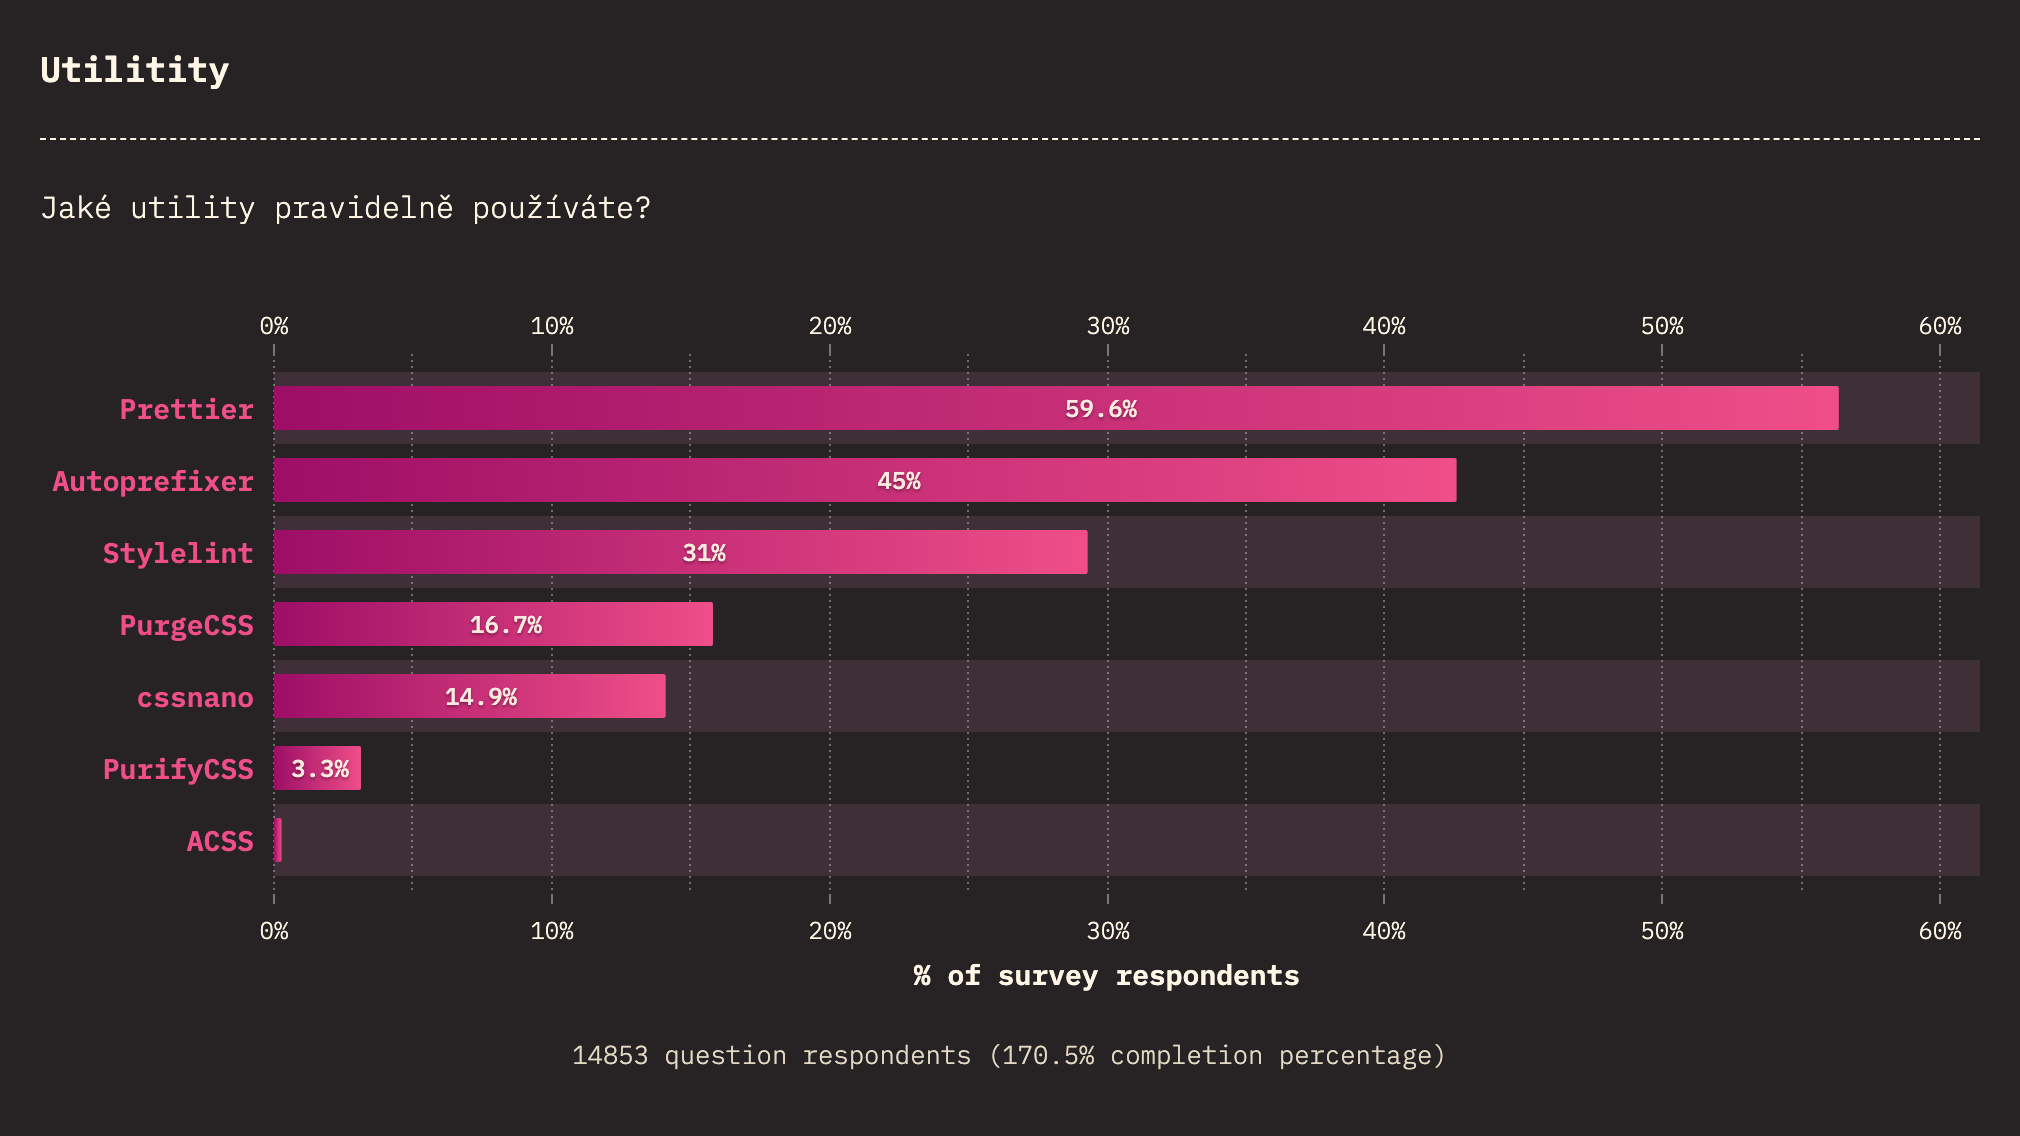 Utilitity
Jaké utility pravidelně používáte?
0% 10% 20% 30% 40% 50% 60%
Prettier 59.6%
Autoprefixer 45%
Stylelint 31%
PurgeCSS 16.7%
cssnano 14.9%
PurifyCSS 3.3%
ACSS
0% 10% 20% 30% 40% 50% 60%
% of survey respondents
14853 question respondents (170.5% completion percentage)